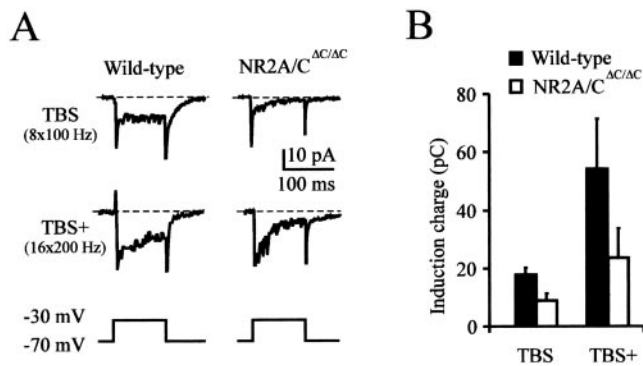 A
Wild-type
NR2A/C^ΔC/ΔC
TBS
(8x100 Hz)
10 pA
100 ms
TBS+
(16x200 Hz)
-30 mV
-70 mV
B
Wild-type
NR2A/C^ΔC/ΔC
Induction charge (pC)
80
60
40
20
0
TBS
TBS+